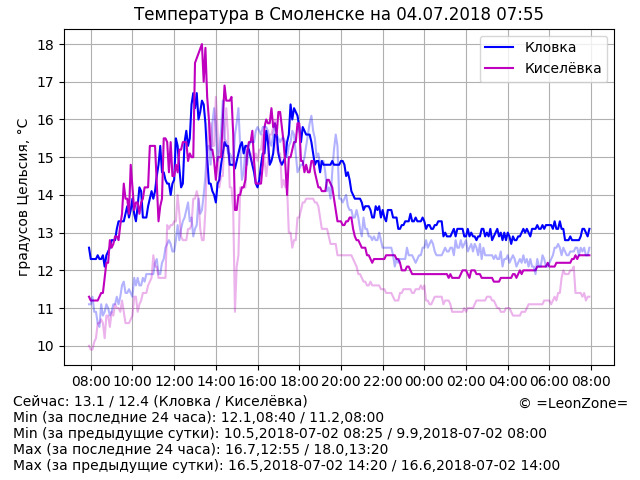 Температура в Смоленске на 04.07.2018 07:55
градусов Цельсия, °C
18
17
16
15
14
13
12
11
10
Кловка
Киселёвка
08:00 10:00 12:00 14:00 16:00 18:00 20:00 22:00 00:00 02:00 04:00 06:00 08:00
Сейчас: 13.1 / 12.4 (Кловка / Киселёвка)
© =LeonZone=
Min (за последние 24 часа): 12.1,08:40 / 11.2,08:00
Min (за предыдущие сутки): 10.5,2018-07-02 08:25 / 9.9,2018-07-02 08:00
Max (за последние 24 часа): 16.7,12:55 / 18.0,13:20
Max (за предыдущие сутки): 16.5,2018-07-02 14:20 / 16.6,2018-07-02 14:00